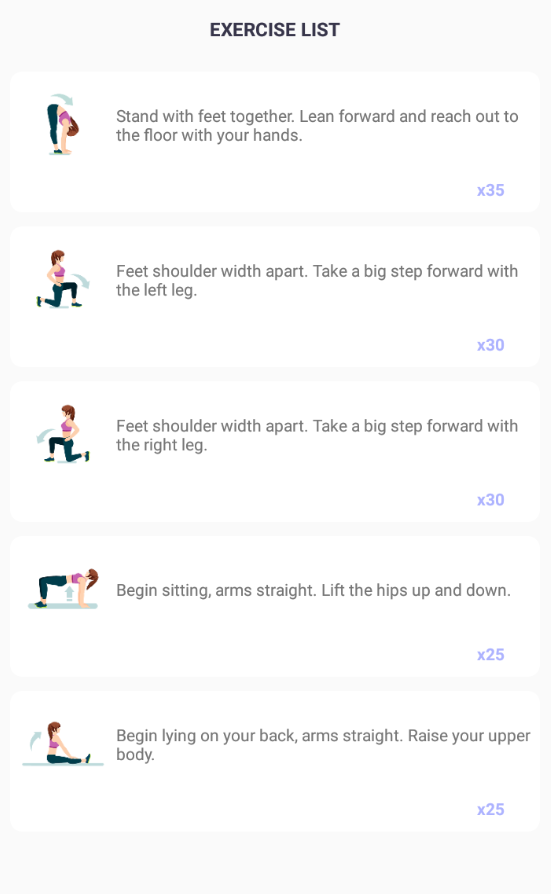 EXERCISE LIST
Stand with feet together. Lean forward and reach out to
the floor with your hands.
x35
Feet shoulder width apart. Take a big step forward with
the left leg.
x30
Feet shoulder width apart. Take a big step forward with
the right leg.
x30
Begin sitting, arms straight. Lift the hips up and down.
x25
Begin lying on your back, arms straight. Raise your upper
body.
x25